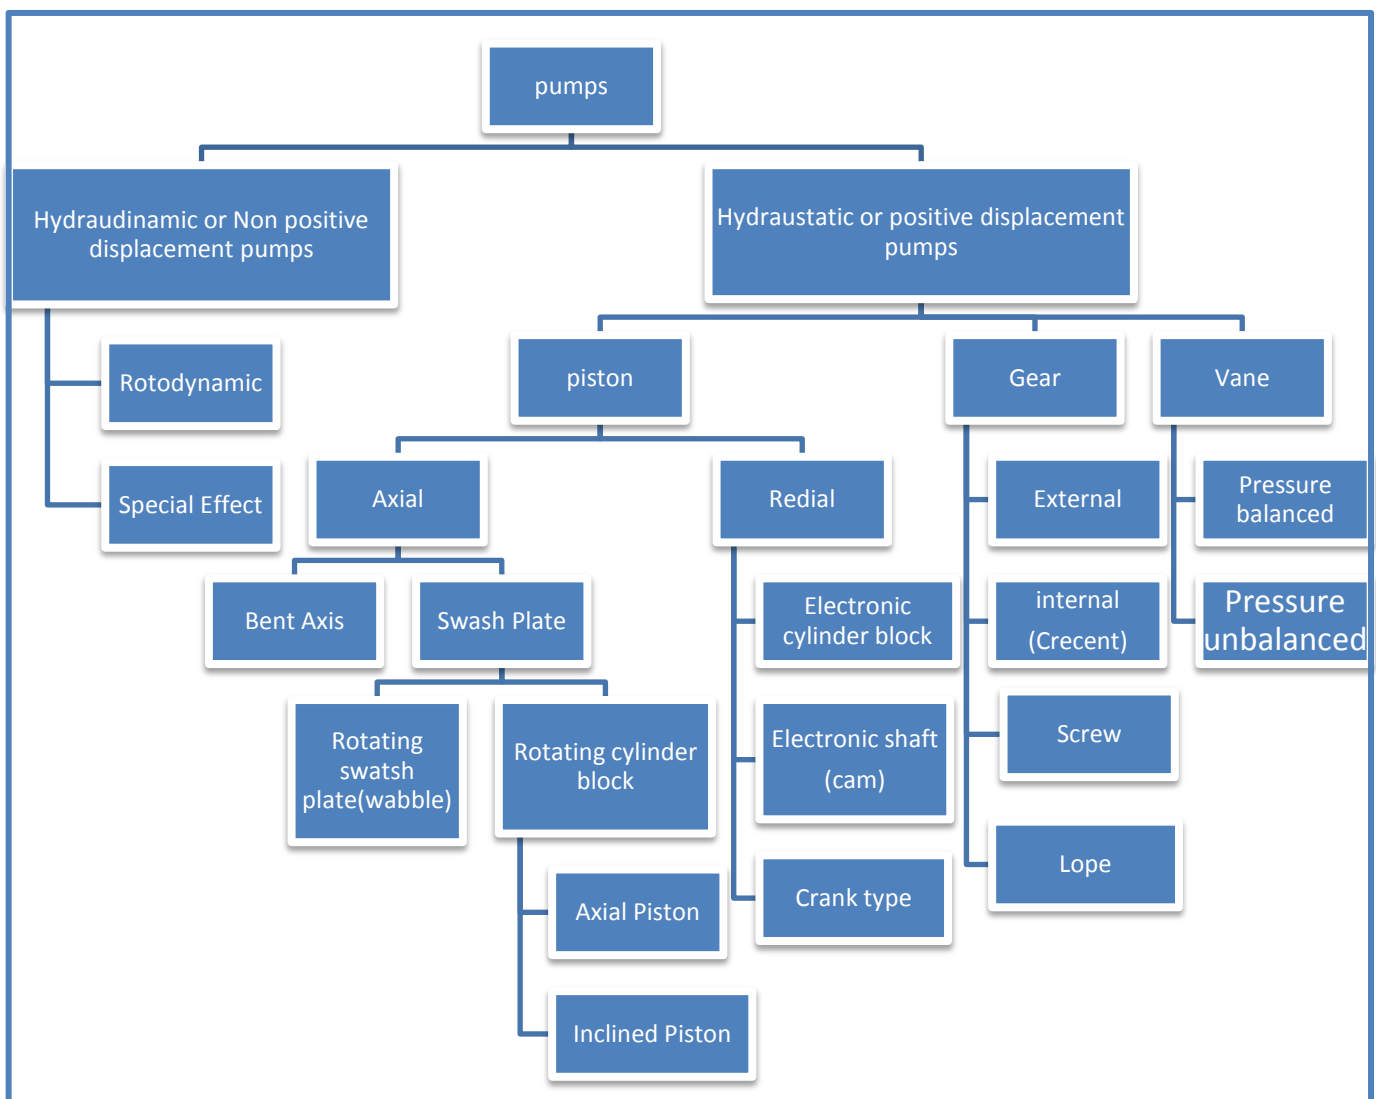 pumps
Hydraudinamic or Non positive
displacement pumps
Hydraustatic or positive displacement
pumps
Rotodynamic
Special Effect
piston
Gear
Vane
Axial
Redial
External
Pressure
balanced
Bent Axis
Swash Plate
Electronic
cylinder block
internal
(Crecent)
Pressure
unbalanced
Rotating
swatsh
plate(wabble)
Rotating cylinder
block
Electronic shaft
(cam)
Screw
Axial Piston
Crank type
Lope
Inclined Piston